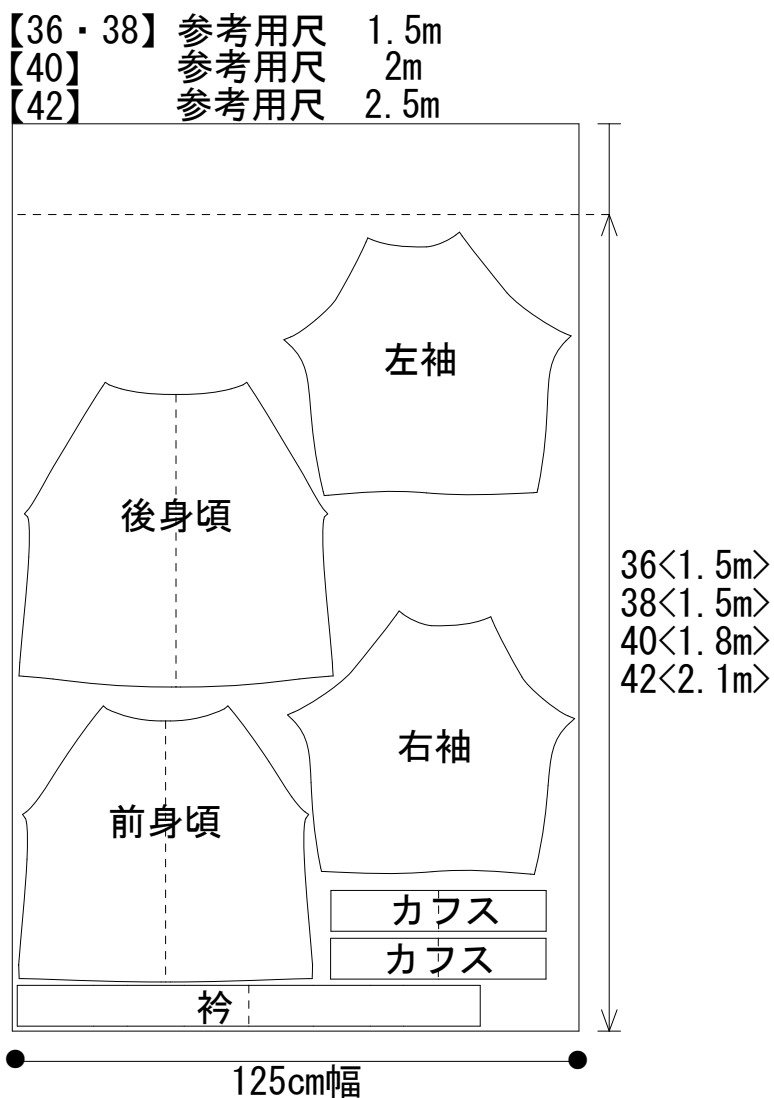 【36・38】 参考用尺 1.5m
【40】 参考用尺 2m
【42】 参考用尺 2.5m
左袖
後身頃
36<1.5m>
38<1.5m>
40<1.8m>
42<2.1m>
右袖
前身頃
カフス
カフス
衿
125cm幅